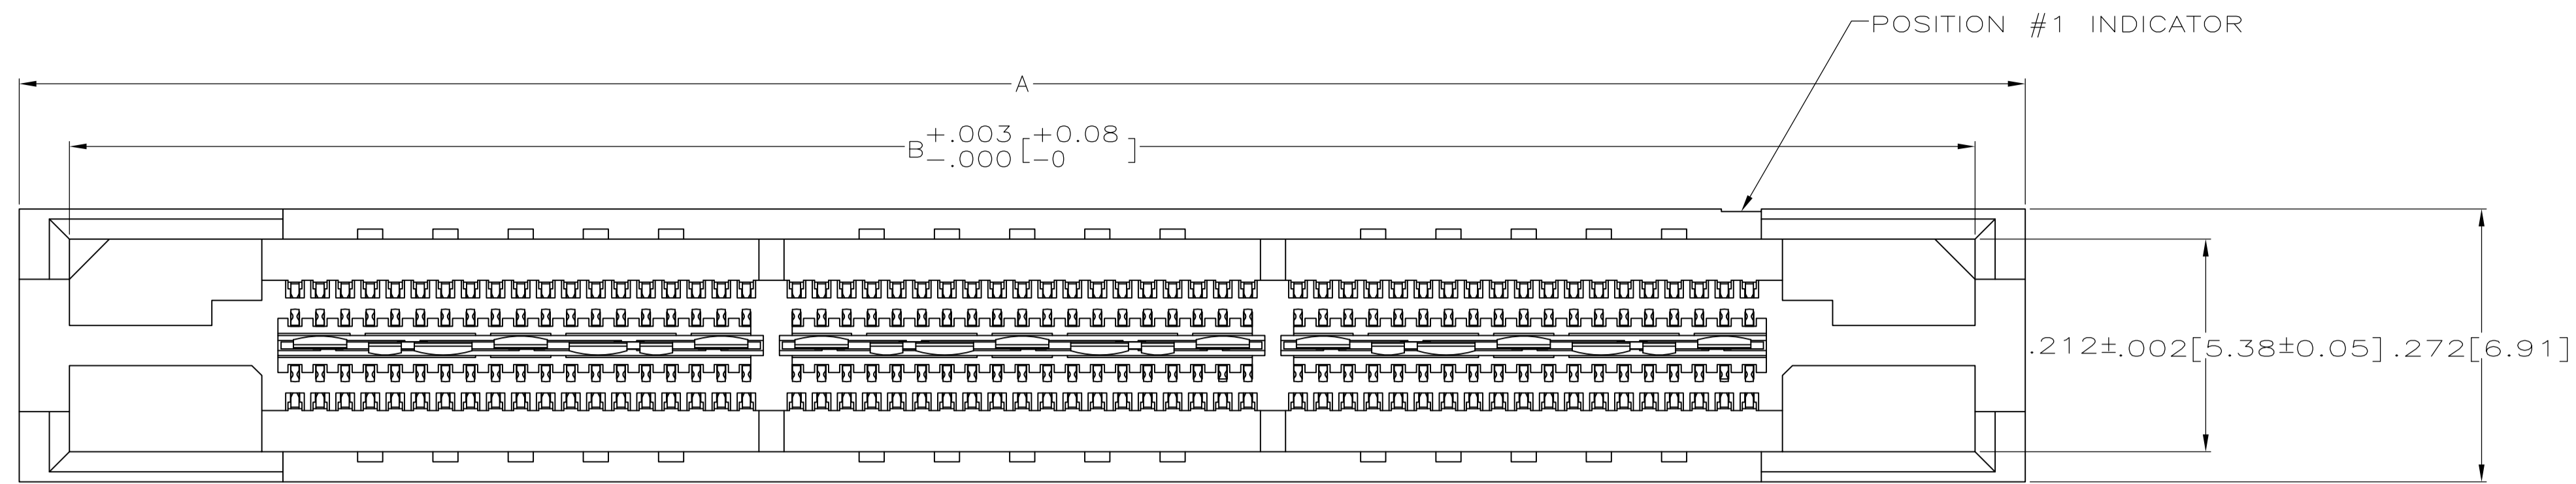 POSITION #1 INDICATOR
A
B +.003 [+0.08
-.000 [-0 ]
.212±.002[5.38±0.05]
.272[6.91]